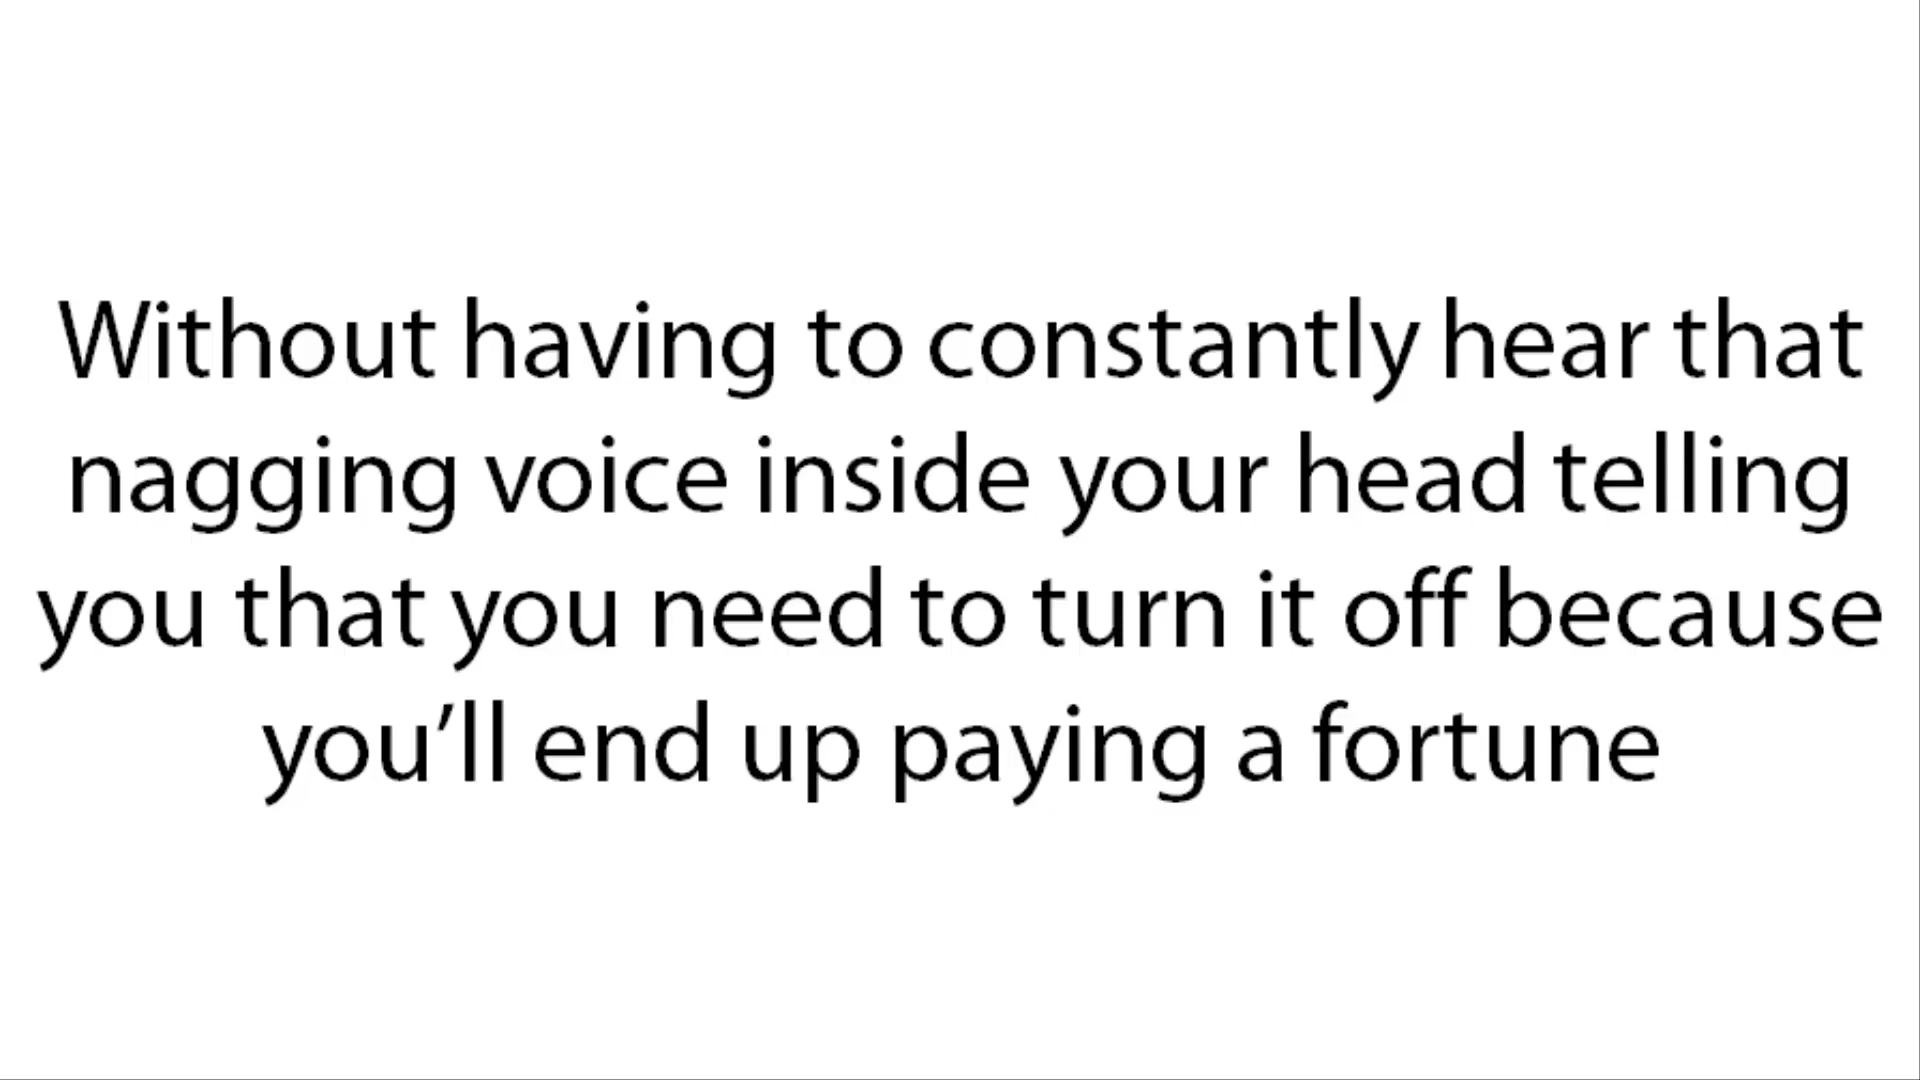 Without having to constantly hear that
nagging voice inside your head telling
you that you need to turn it off because
you’ll end up paying a fortune